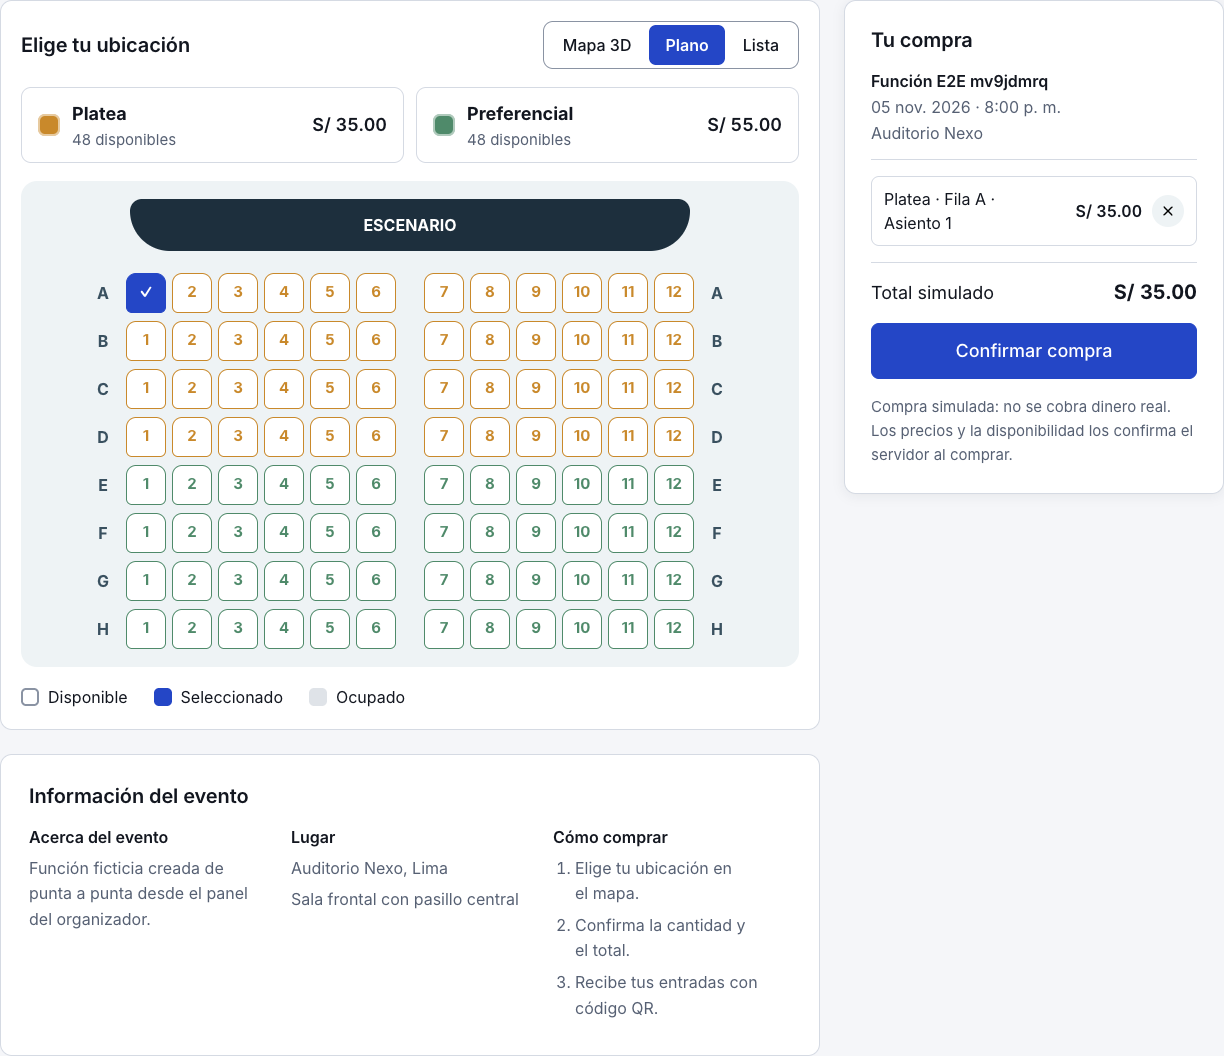 Elige tu ubicación
Mapa 3D Plano Lista
Platea
48 disponibles
S/ 35.00
Preferencial
48 disponibles
S/ 55.00
ESCENARIO
A 2 3 4 5 6 7 8 9 10 11 12 A
B 1 2 3 4 5 6 7 8 9 10 11 12 B
C 1 2 3 4 5 6 7 8 9 10 11 12 C
D 1 2 3 4 5 6 7 8 9 10 11 12 D
E 1 2 3 4 5 6 7 8 9 10 11 12 E
F 1 2 3 4 5 6 7 8 9 10 11 12 F
G 1 2 3 4 5 6 7 8 9 10 11 12 G
H 1 2 3 4 5 6 7 8 9 10 11 12 H
Disponible Seleccionado Ocupado
Información del evento
Acerca del evento
Función ficticia creada de
punta a punta desde el panel
del organizador.
Lugar
Auditorio Nexo, Lima
Sala frontal con pasillo central
Cómo comprar
1. Elige tu ubicación en
el mapa.
2. Confirma la cantidad y
el total.
3. Recibe tus entradas con
código QR.
Tu compra
Función E2E mv9jdmrq
05 nov. 2026 · 8:00 p. m.
Auditorio Nexo
Platea · Fila A ·
Asiento 1
S/ 35.00
Total simulado S/ 35.00
Confirmar compra
Compra simulada: no se cobra dinero real.
Los precios y la disponibilidad los confirma el
servidor al comprar.